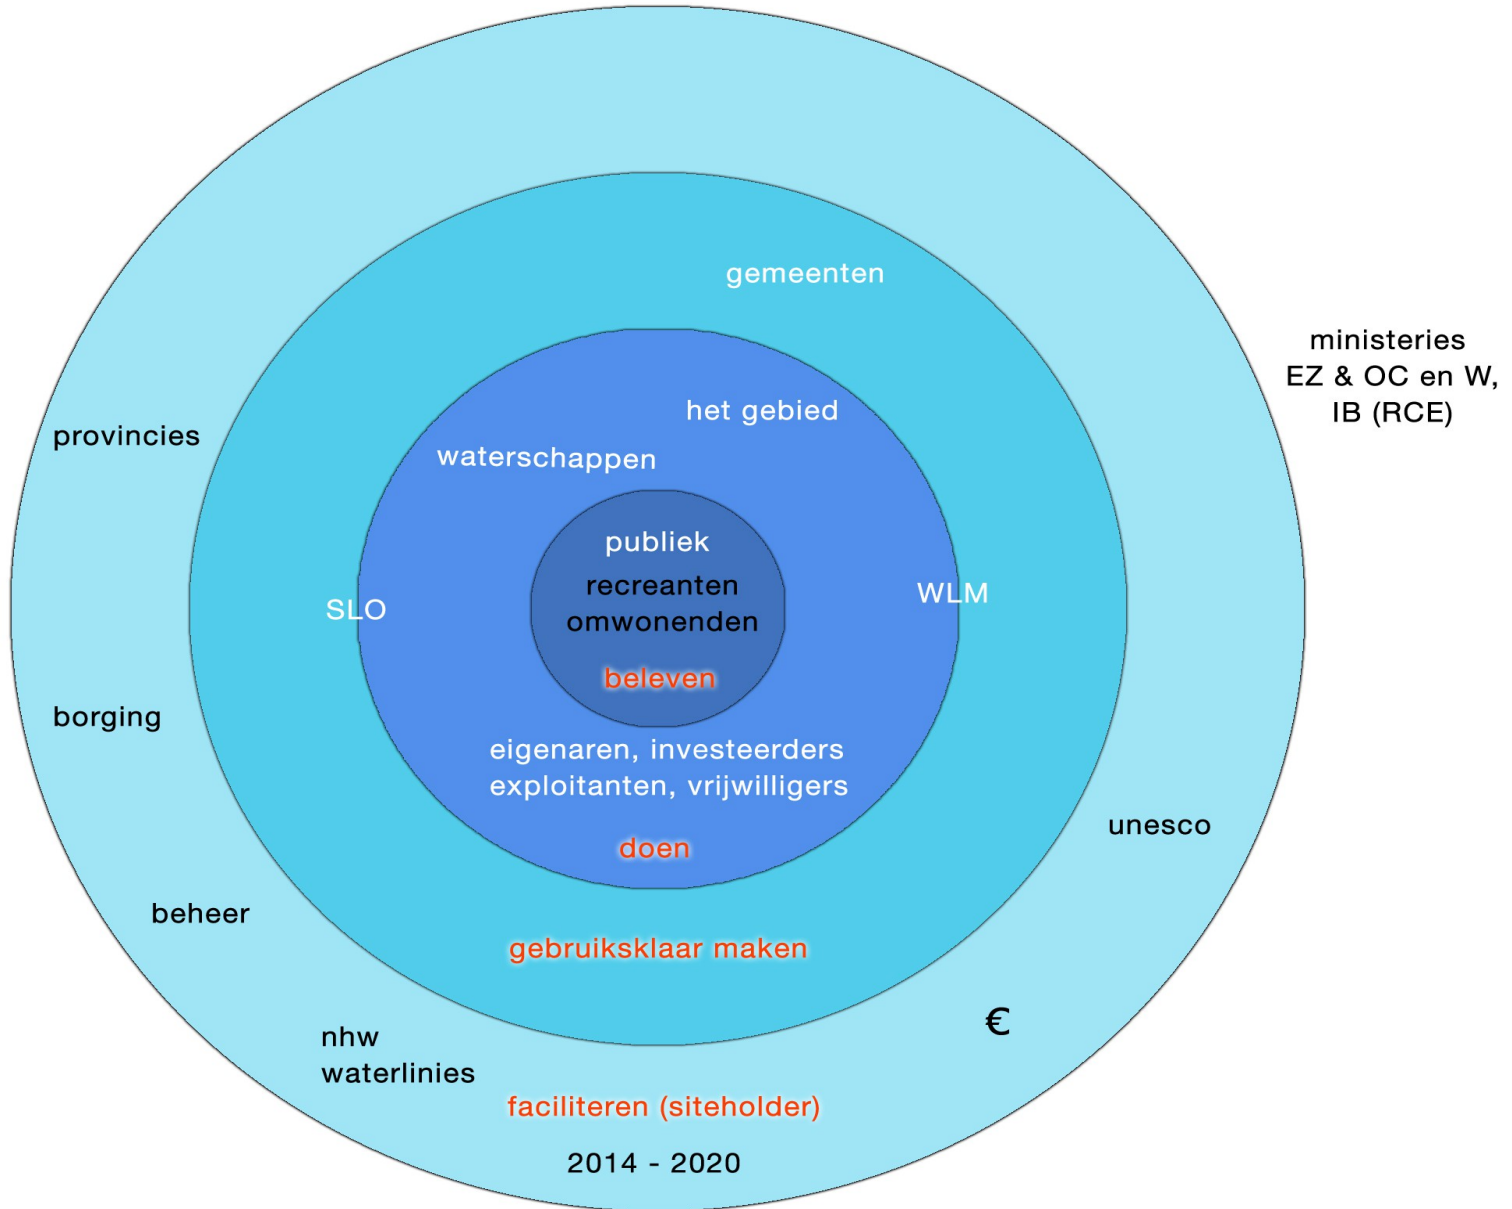 gemeenten
ministeries
EZ & OC en W,
IB (RCE)
het gebied
provincies
waterschappen
publiek
recreanten
omwonenden
SLO
WLM
beleven
borging
eigenaren, investeerders
exploitanten, vrijwilligers
unesco
doen
beheer
gebruiksklaar maken
€
nhw
waterlinies
faciliteren (siteholder)
2014 - 2020